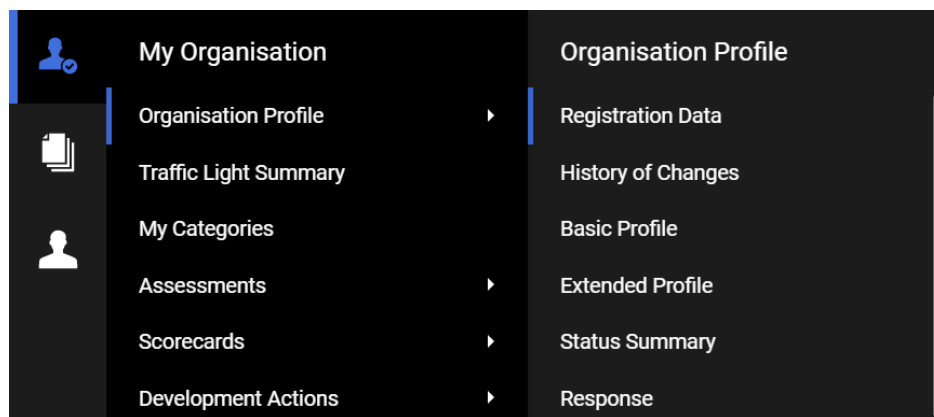 My Organisation
Organisation Profile
Traffic Light Summary
My Categories
Assessments
Scorecards
Development Actions
Organisation Profile
Registration Data
History of Changes
Basic Profile
Extended Profile
Status Summary
Response